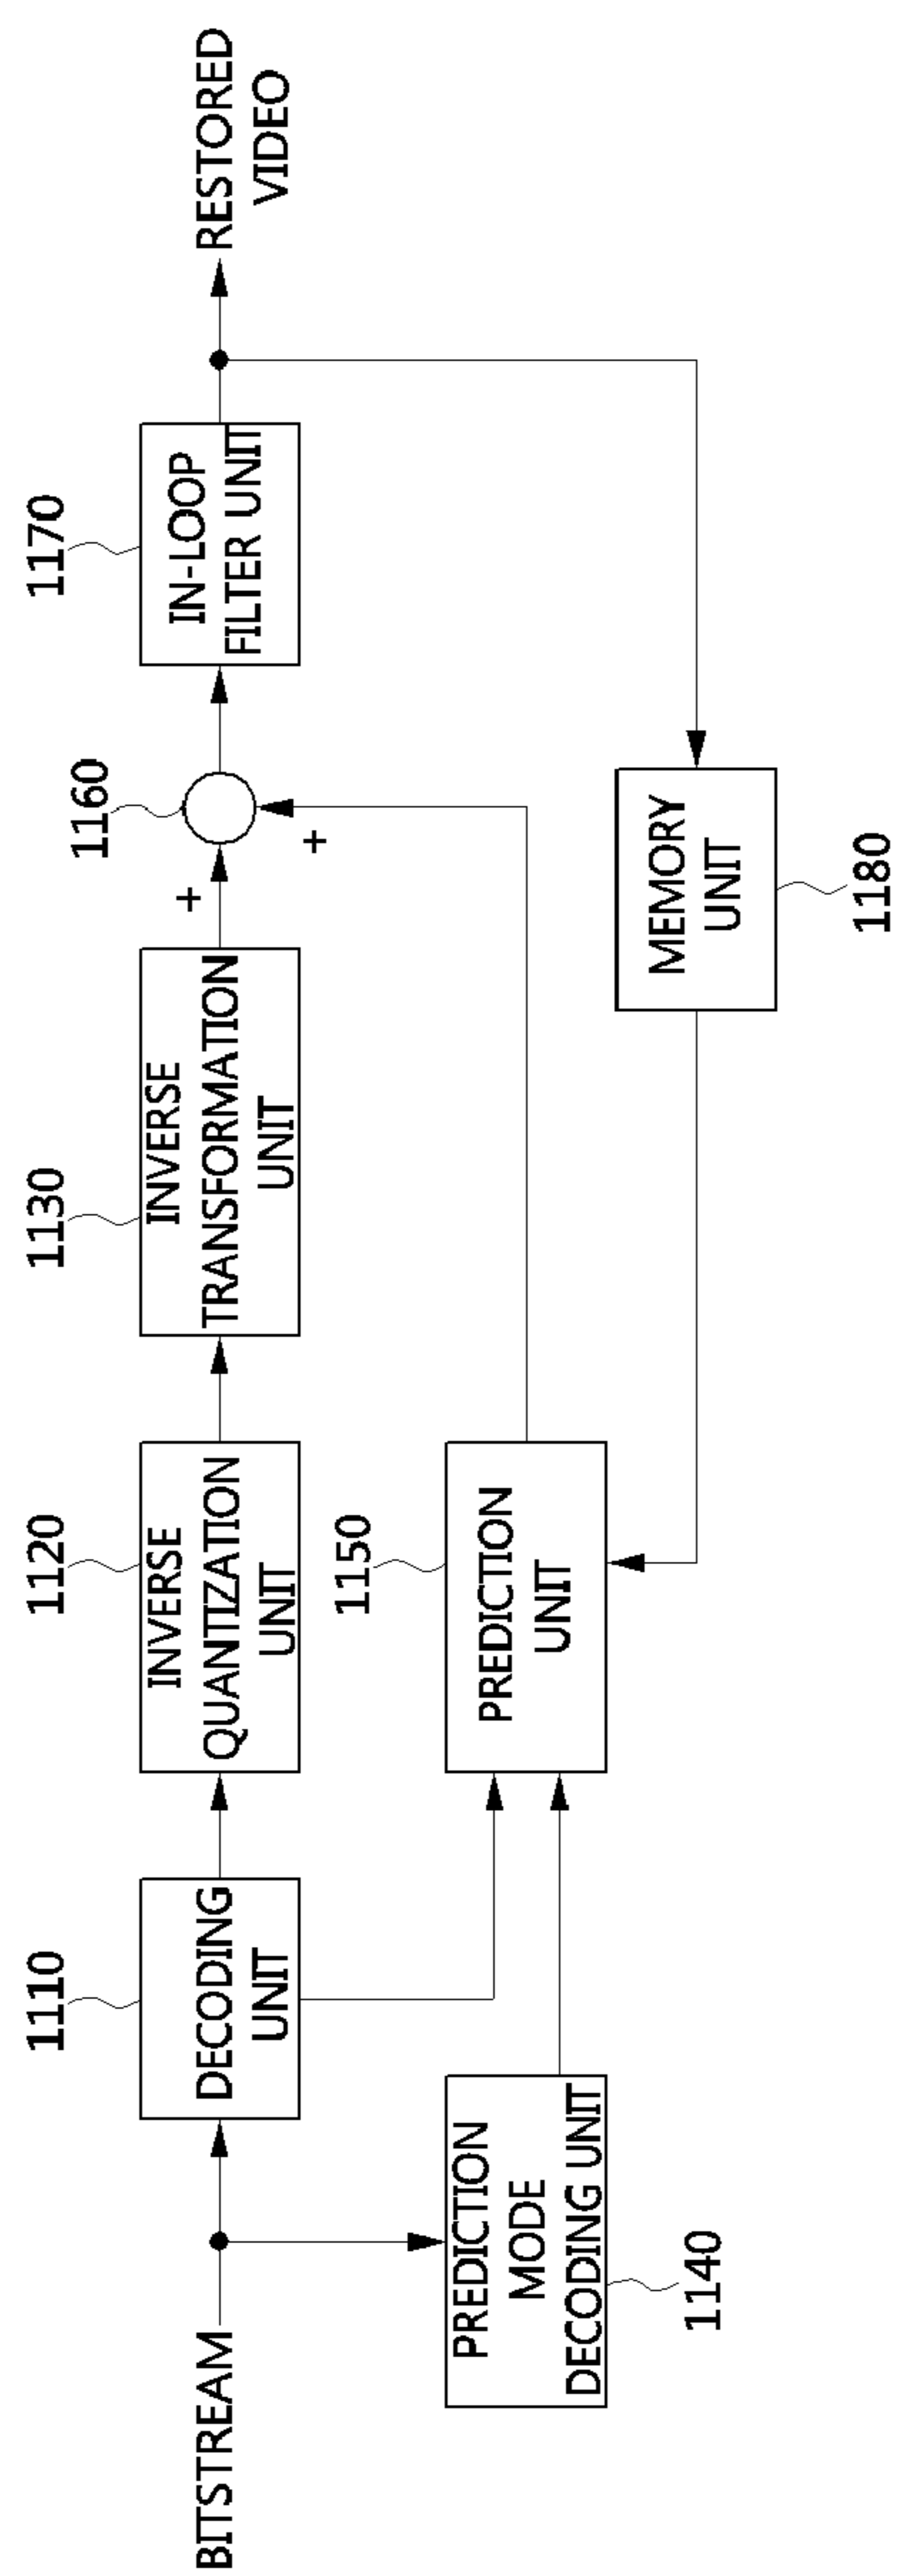 BITSTREAM
1110
DECODING
UNIT
1120
INVERSE
QUANTIZATION
UNIT
1130
INVERSE
TRANSFORMATION
UNIT
1160
+
+
1170
IN-LOOP
FILTER UNIT
RESTORED
VIDEO
PREDICTION
MODE
DECODING UNIT
1140
1150
PREDICTION
UNIT
MEMORY
UNIT
1180